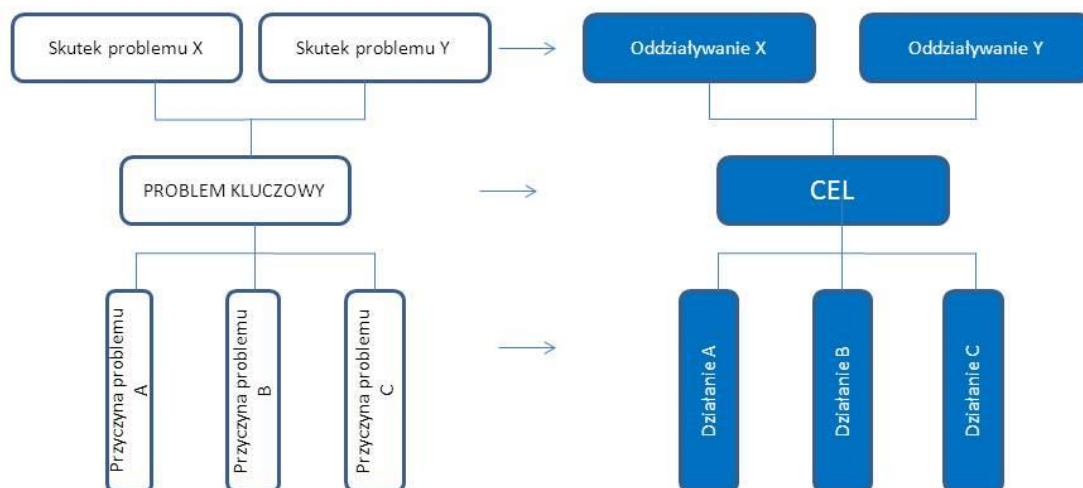 Skutek problemu X
Skutek problemu Y
Oddziaływanie X
Oddziaływanie Y
PROBLEM KLUCZOWY
CEL
Przyczyna problemu
A
Przyczyna problemu
B
Przyczyna problemu
C
Działanie A
Działanie B
Działanie C